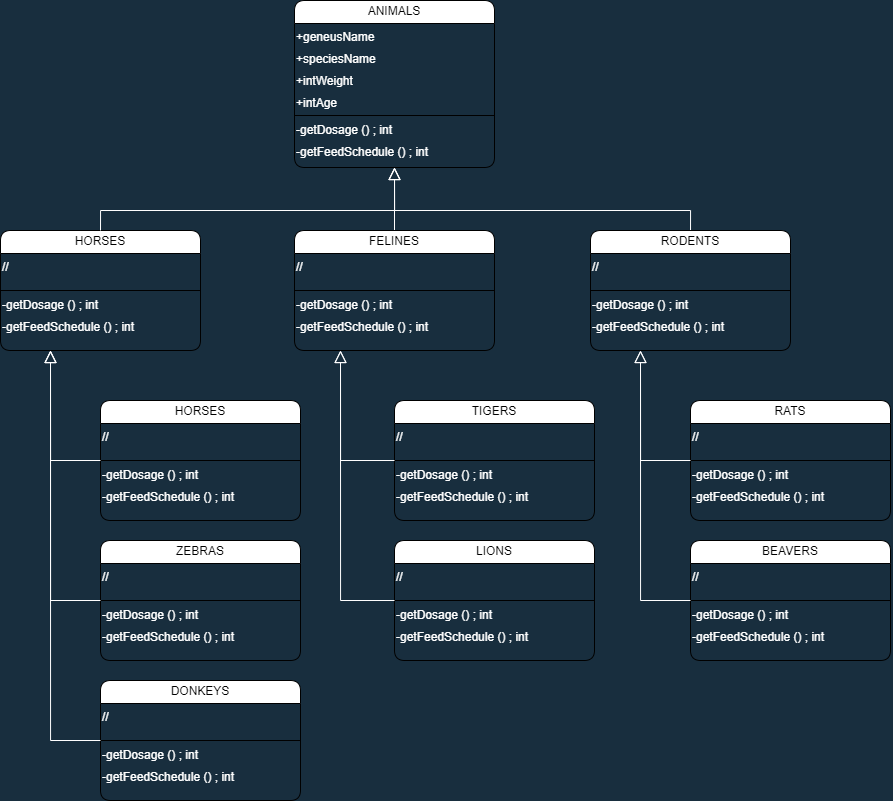 ANIMALS
+geneusName
+speciesName
+intWeight
+intAge
-getDosage () ; int
-getFeedSchedule () ; int
HORSES
//
-getDosage () ; int
-getFeedSchedule () ; int
FELINES
//
-getDosage () ; int
-getFeedSchedule () ; int
RODENTS
//
-getDosage () ; int
-getFeedSchedule () ; int
HORSES
//
-getDosage () ; int
-getFeedSchedule () ; int
TIGERS
//
-getDosage () ; int
-getFeedSchedule () ; int
RATS
//
-getDosage () ; int
-getFeedSchedule () ; int
ZEBRAS
//
-getDosage () ; int
-getFeedSchedule () ; int
LIONS
//
-getDosage () ; int
-getFeedSchedule () ; int
BEAVERS
//
-getDosage () ; int
-getFeedSchedule () ; int
DONKEYS
//
-getDosage () ; int
-getFeedSchedule () ; int